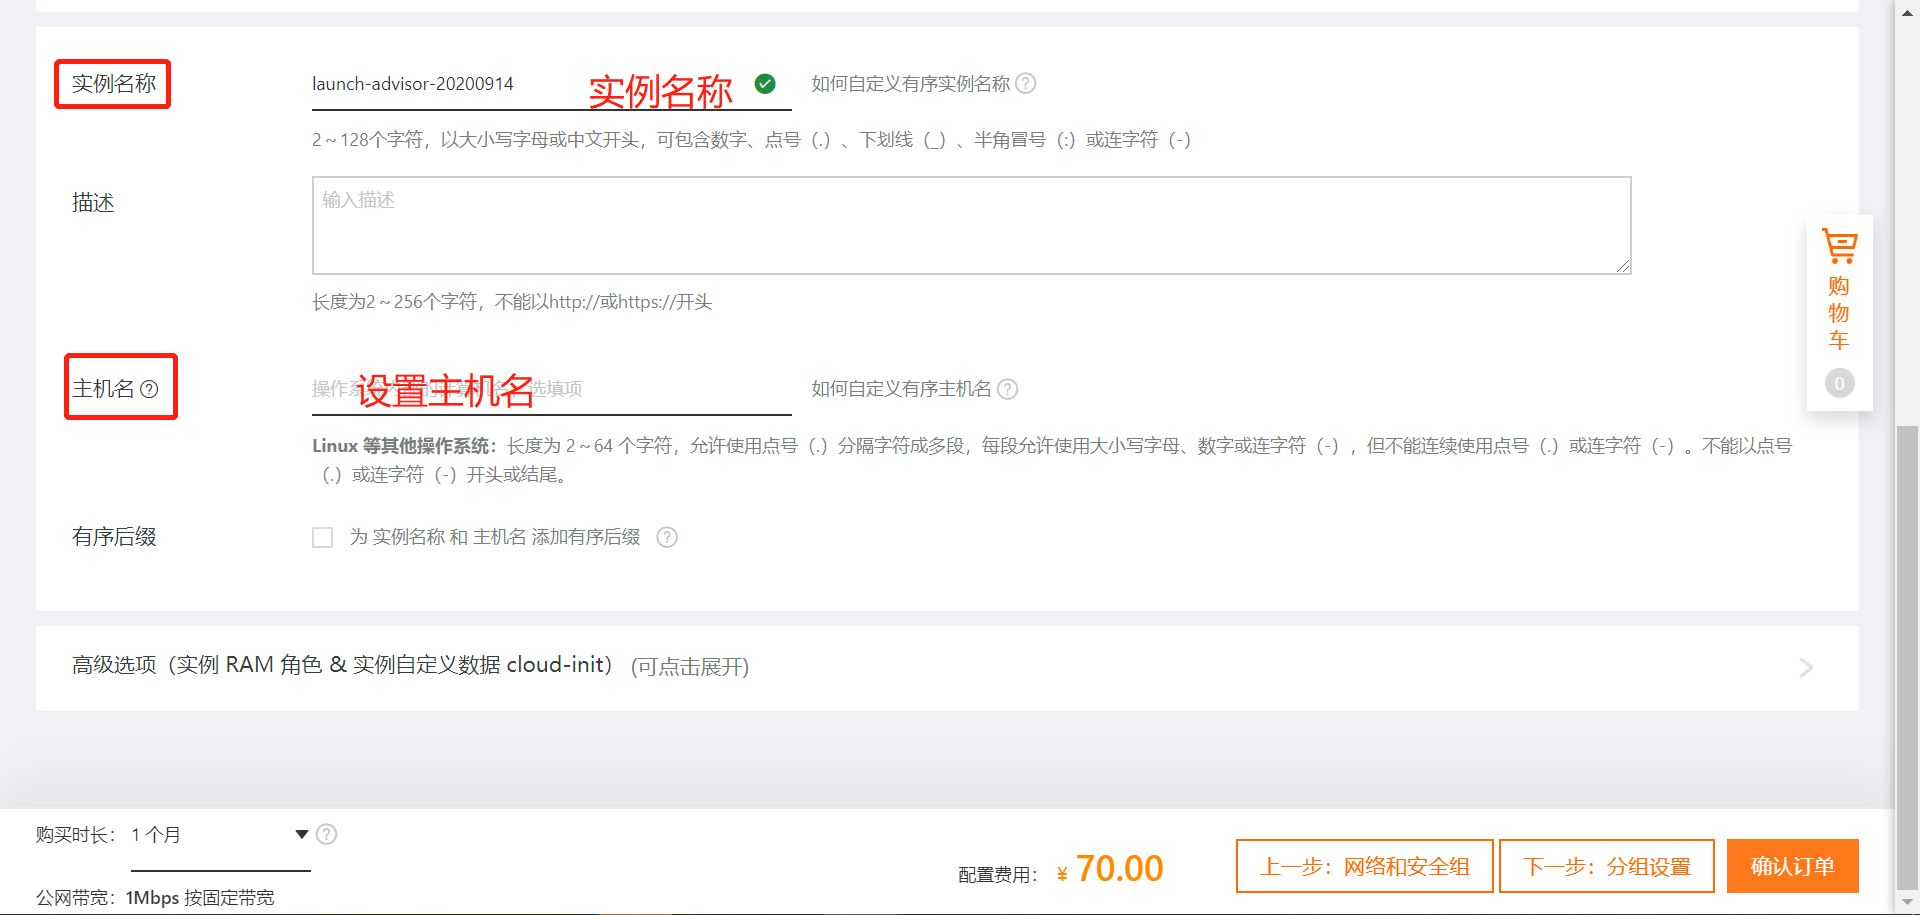 实例名称
launch-advisor-20200914
实例名称
如何自定义有序实例名称 ?
2～128个字符，以大小写字母或中文开头，可包含数字、点号（.）、下划线（_）、半角冒号（:）或连字符（-）
描述
输入描述
长度为2～256个字符，不能以http://或https://开头
主机名 ?
操作系 选填项
设置主机名
如何自定义有序主机名 ?
Linux 等其他操作系统：长度为 2～64 个字符，允许使用点号（.）分隔字符成多段，每段允许使用大小写字母、数字或连字符（-），但不能连续使用点号（.）或连字符（-）。不能以点号
（.）或连字符（-）开头或结尾。
有序后缀
为 实例名称 和 主机名 添加有序后缀 ?
高级选项（实例 RAM 角色 & 实例自定义数据 cloud-init） (可点击展开)
购
物
车
0
购买时长： 1 个月 ?
公网带宽：1Mbps 按固定带宽
配置费用： ¥ 70.00
上一步：网络和安全组
下一步：分组设置
确认订单